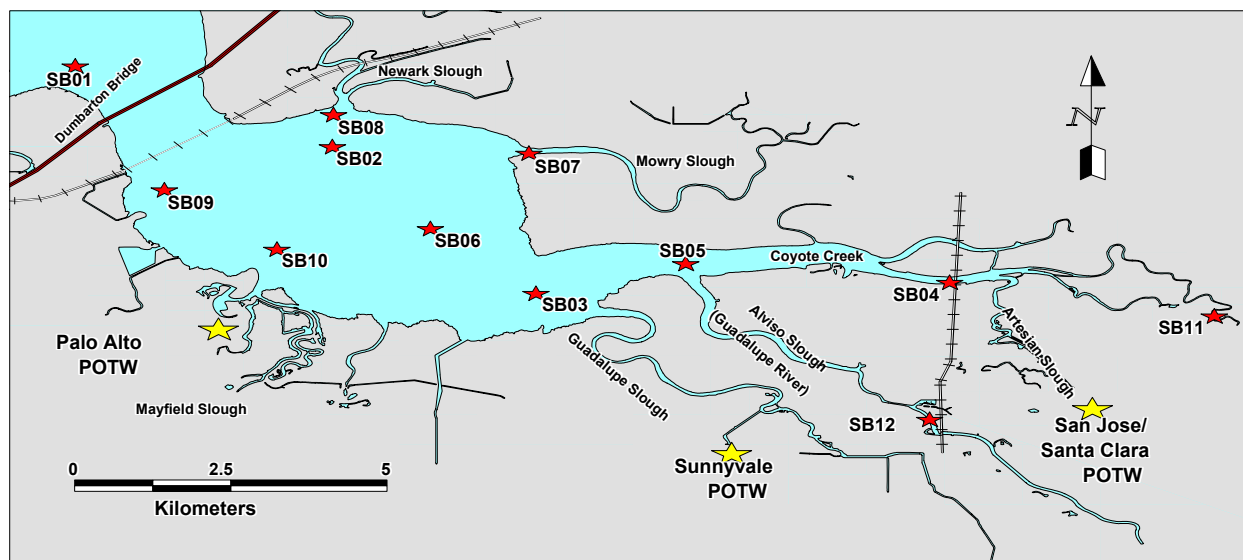 SB01
Dumbarton Bridge
Newark Slough
SB08
SB02
SB07
Mowry Slough
N
SB09
SB06
SB10
SB05
Coyote Creek
SB03
SB04
SB11
Artesian Slough
Alviso Slough
(Guadalupe River)
Guadalupe Slough
Palo Alto
POTW
Mayfield Slough
SB12
San Jose/
Santa Clara
POTW
Sunnyvale
POTW
0 2.5 5
Kilometers